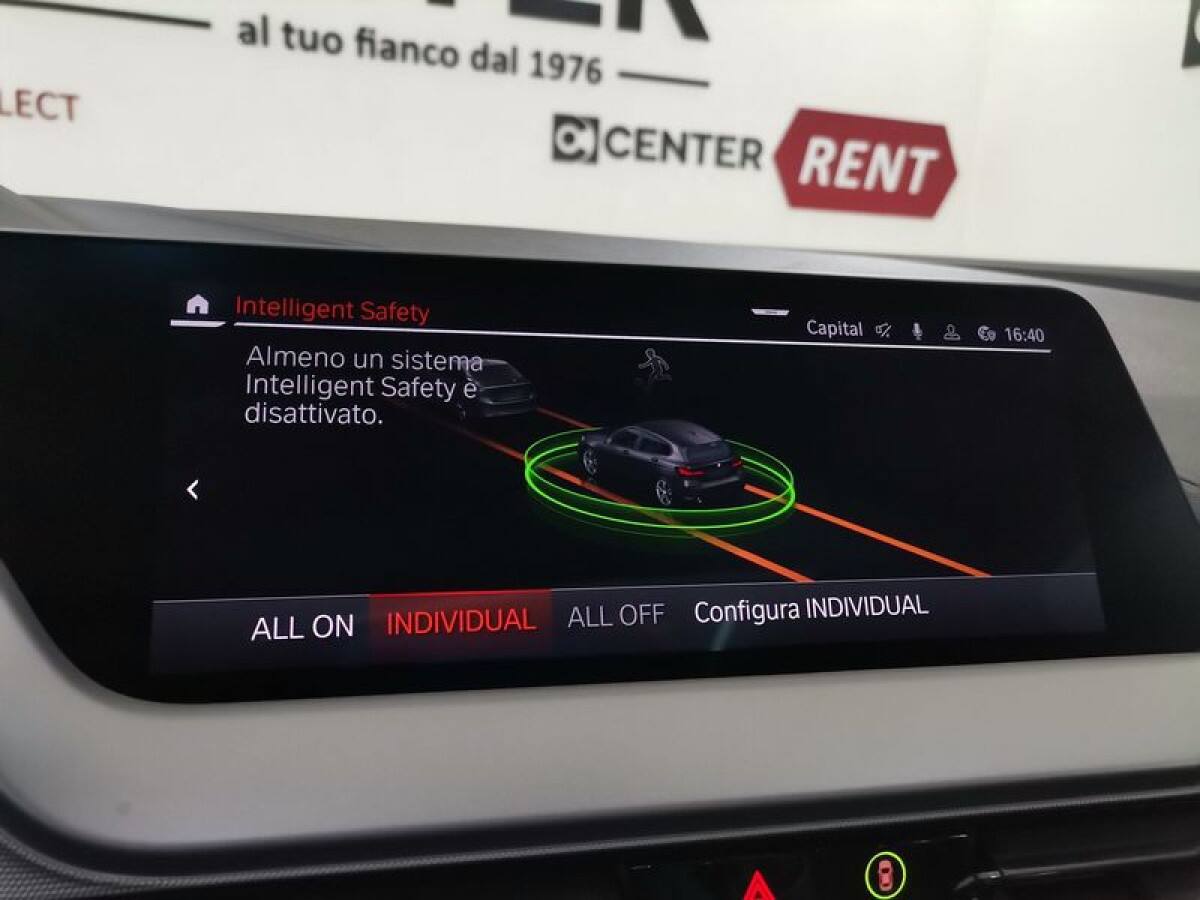 al tuo fianco dal 1976
CENTER RENT
Intelligent Safety
Capital 16:40
Almeno un sistema
Intelligent Safety è
disattivato.
ALL ON INDIVIDUAL ALL OFF Configura INDIVIDUAL